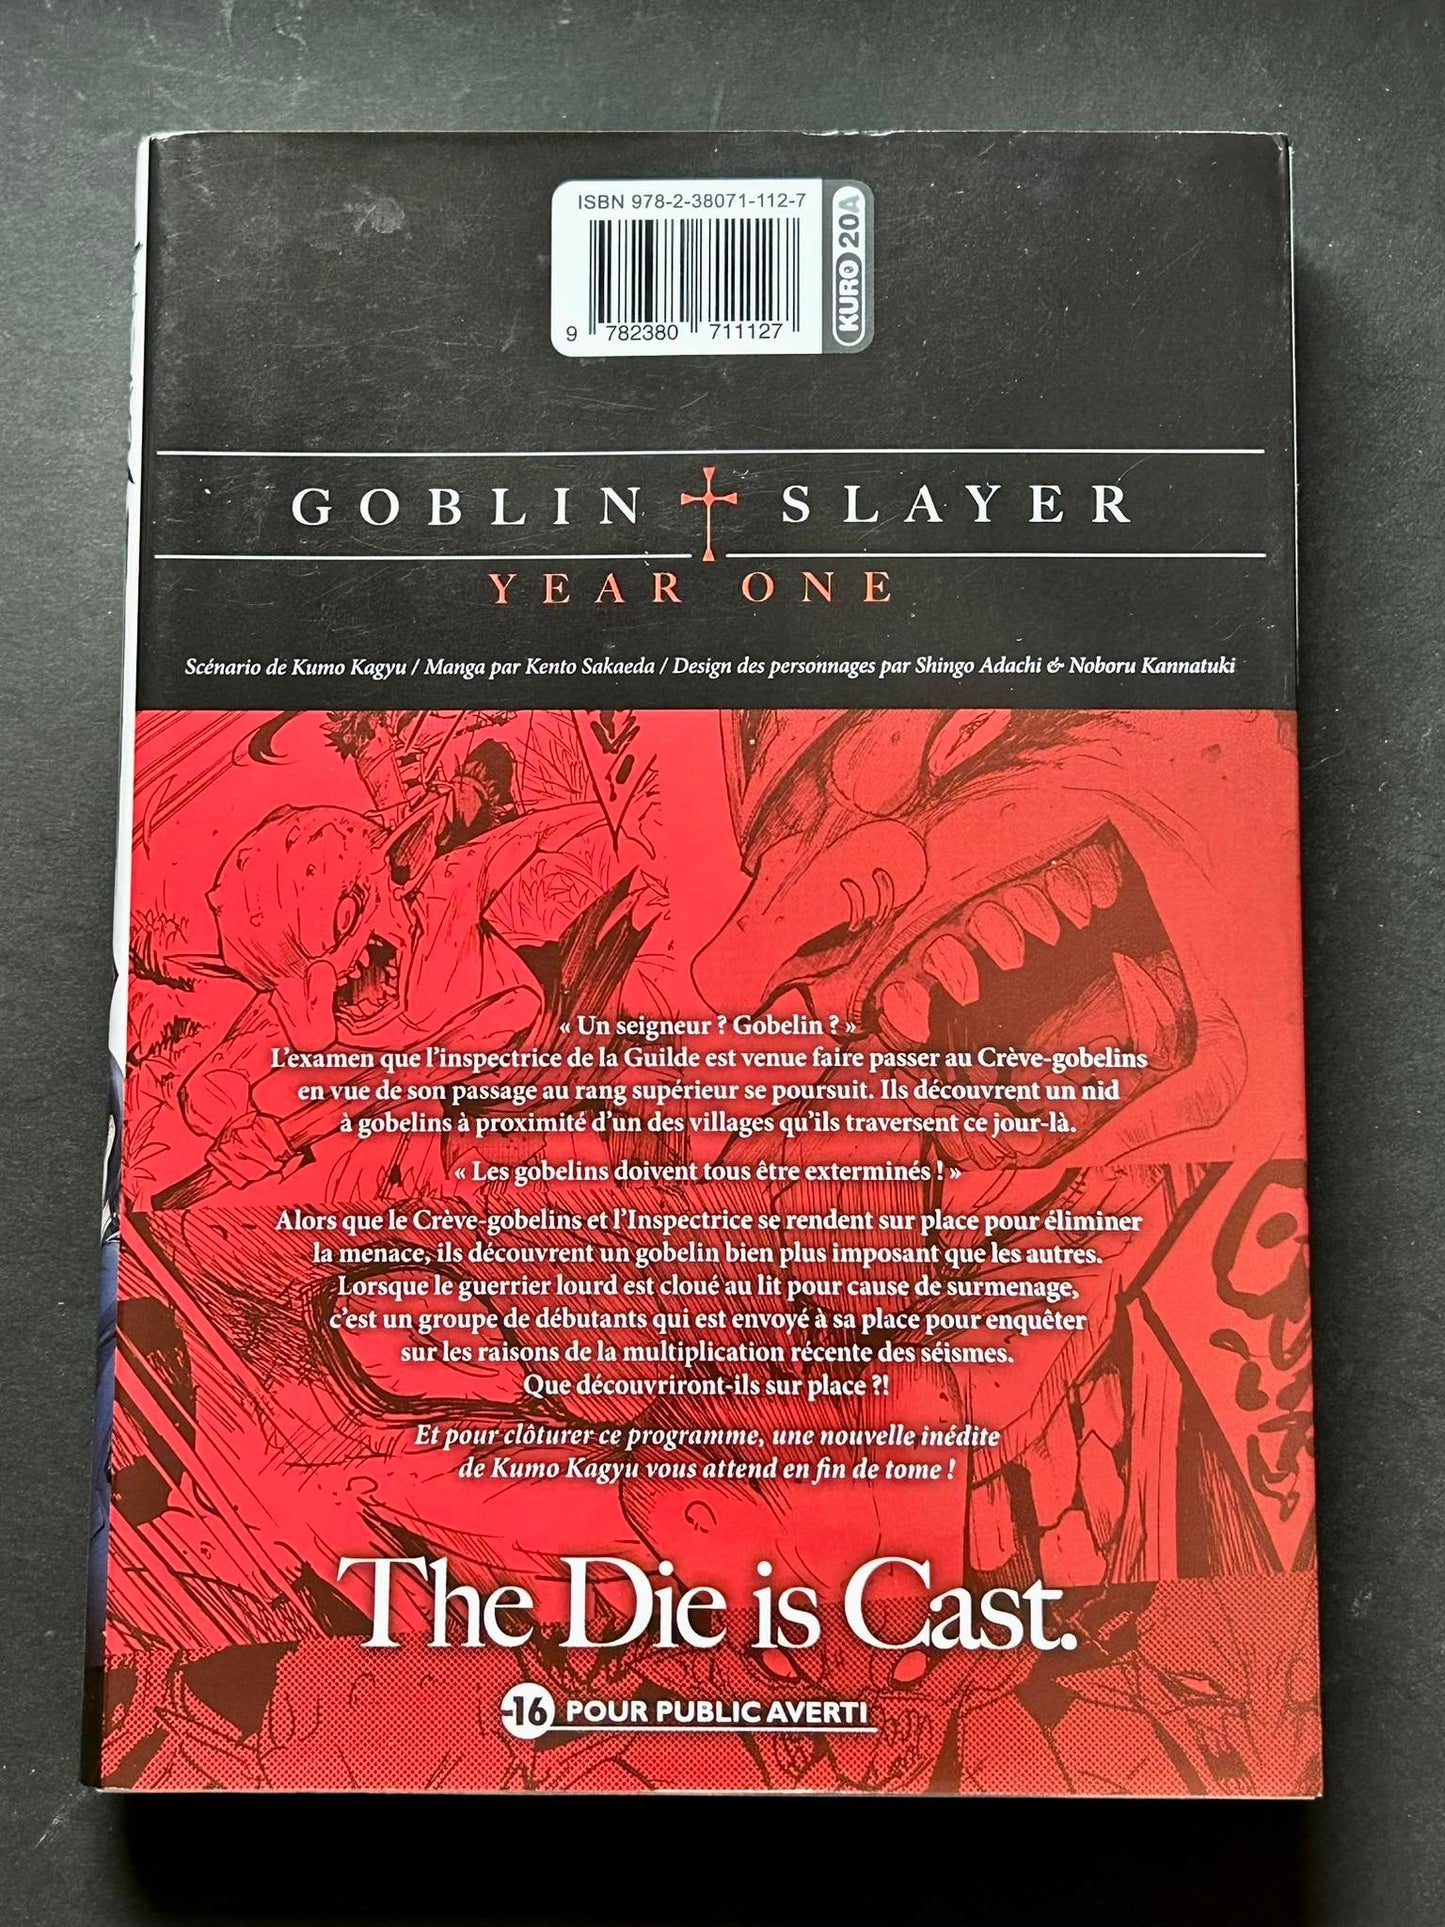 ISBN 978-2-38071-112-7
9 782380 711127
KURO 20A
GOBLIN SLAYER
YEAR ONE
Scénario de Kumo Kagyu / Manga par Kento Sakaeda / Design des personnages par Shingo Adachi & Noboru Kannatuki
« Un seigneur ? Gobelin ? »
L'examen que l'inspectrice de la Guilde est venue faire passer au Crève-gobelins
en vue de son passage au rang supérieur se poursuit. Ils découvrent un nid
à gobelins à proximité d'un des villages qu'ils traversent ce jour-là.
« Les gobelins doivent tous être exterminés ! »
Alors que le Crève-gobelins et l'Inspectrice se rendent sur place pour éliminer
la menace, ils découvrent un gobelin bien plus imposant que les autres.
Lorsque le guerrier lourd est cloué au lit pour cause de surmenage,
c'est un groupe de débutants qui est envoyé à sa place pour enquêter
sur les raisons de la multiplication récente des séismes.
Que découvriront-ils sur place ?!
Et pour clôturer ce programme, une nouvelle inédite
de Kumo Kagyu vous attend en fin de tome !
The Die is Cast.
-16 POUR PUBLIC AVERTI